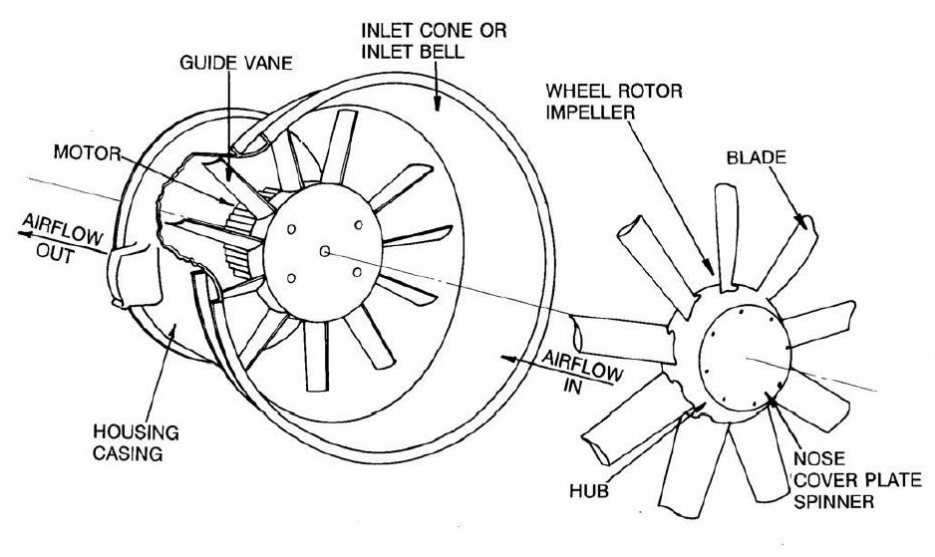 INLET CONE OR
INLET BELL
GUIDE VANE
WHEEL ROTOR
IMPELLER
MOTOR
BLADE
AIRFLOW
OUT
AIRFLOW
IN
HOUSING
CASING
HUB
NOSE
COVER PLATE
SPINNER